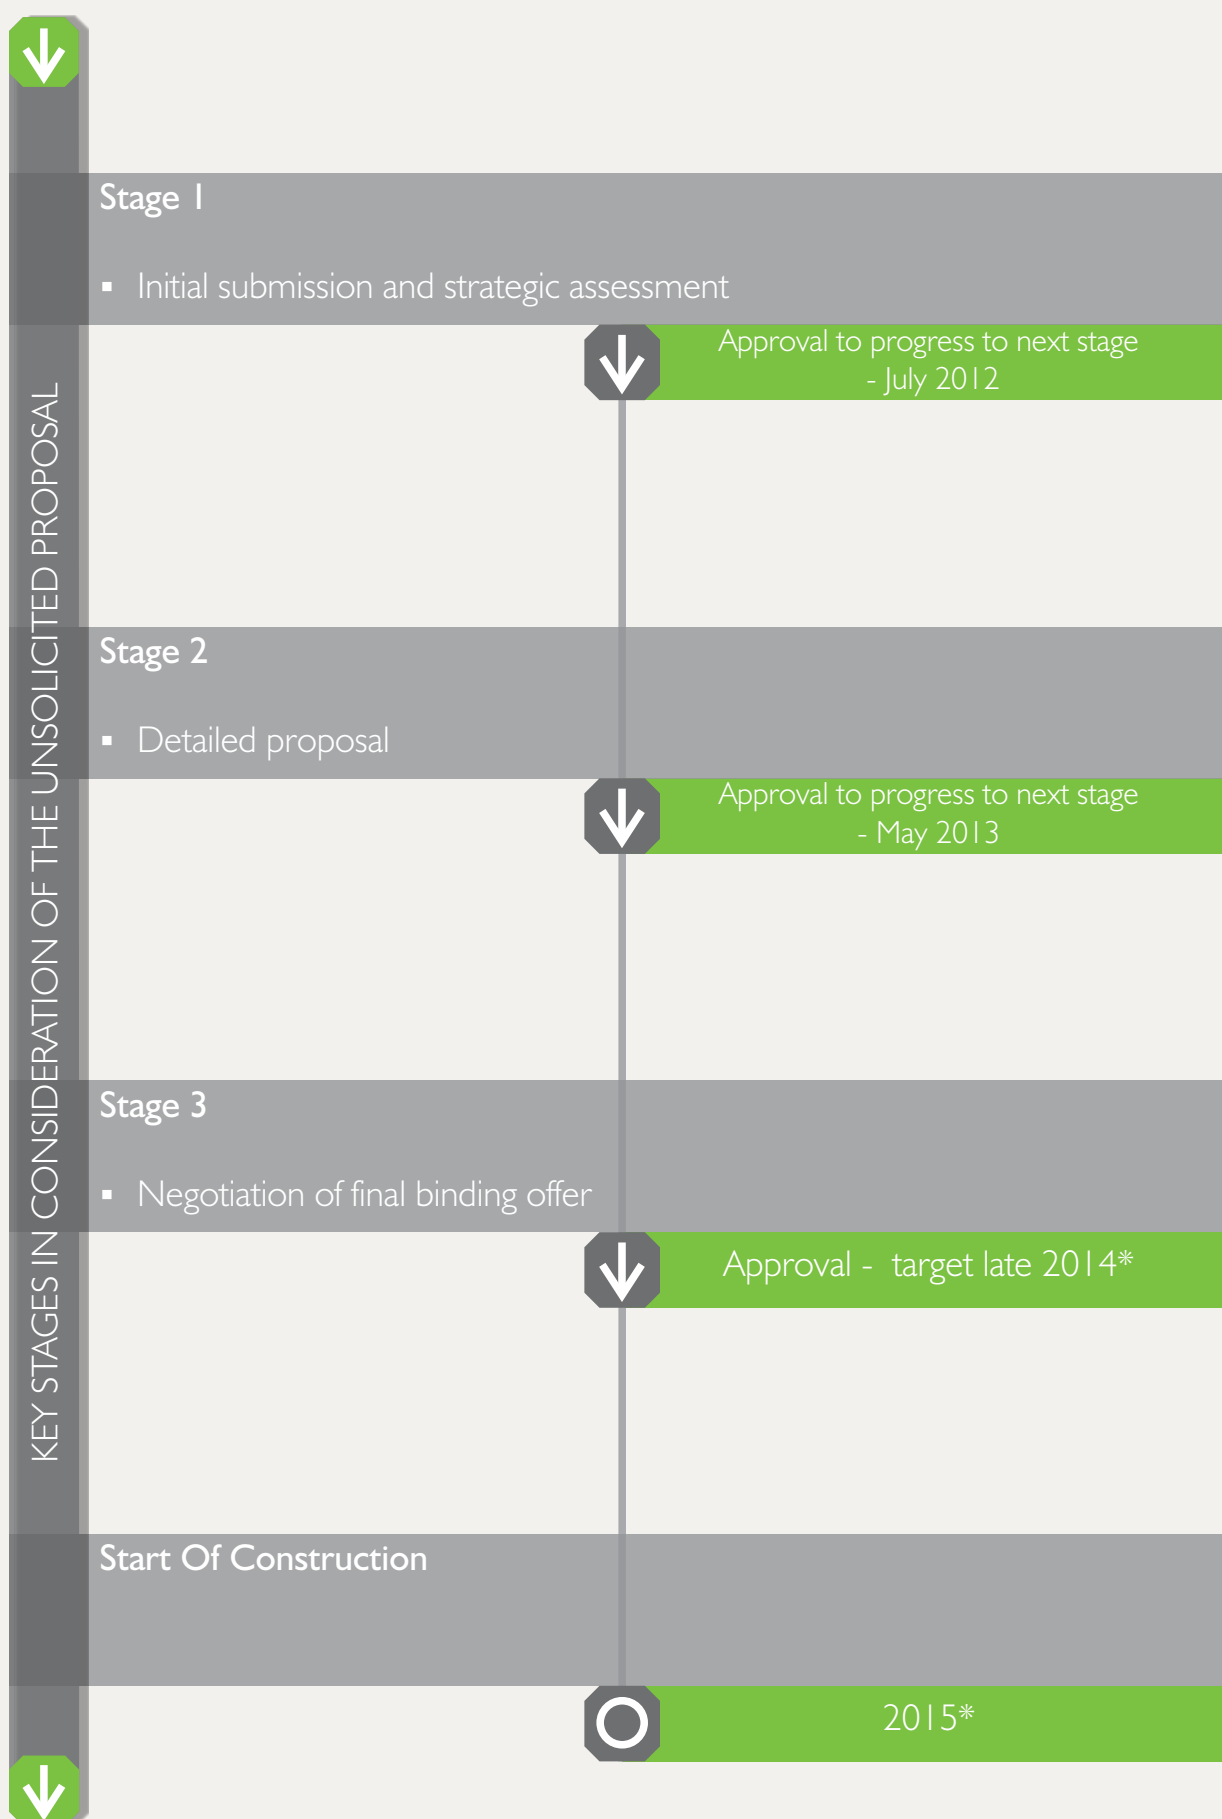 KEY STAGES IN CONSIDERATION OF THE UNSOLICITED PROPOSAL
Stage 1
▪ Initial submission and strategic assessment
Approval to progress to next stage
- July 2012
Stage 2
▪ Detailed proposal
Approval to progress to next stage
- May 2013
Stage 3
▪ Negotiation of final binding offer
Approval - target late 2014*
Start Of Construction
2015*